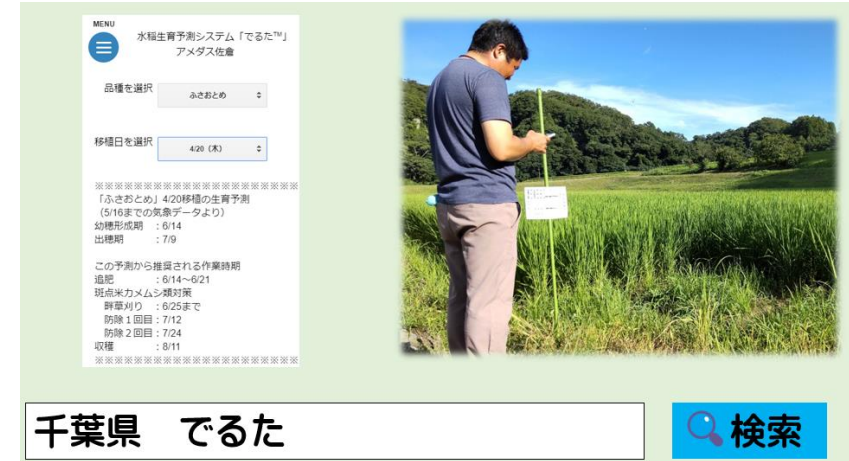 MENU
水稲生育予測システム「でるた™」
アメダス佐倉
品種を選択
ふさおとめ
移植日を選択
4/20（木）
※※※※※※※※※※※※※※※※※※※※※
「ふさおとめ」4/20移植の生育予測
（5/16までの気象データより）
幼穂形成期　：6/14
出穂期　　　：7/9
この予測から推奨される作業時期
追肥　　　　：6/14～6/21
斑点米カメムシ類対策
　畔草刈り　：6/25まで
　防除１回目：7/12
　防除２回目：7/24
収穫　　　　：8/11
※※※※※※※※※※※※※※※※※※※※※
千葉県　でるた
検索